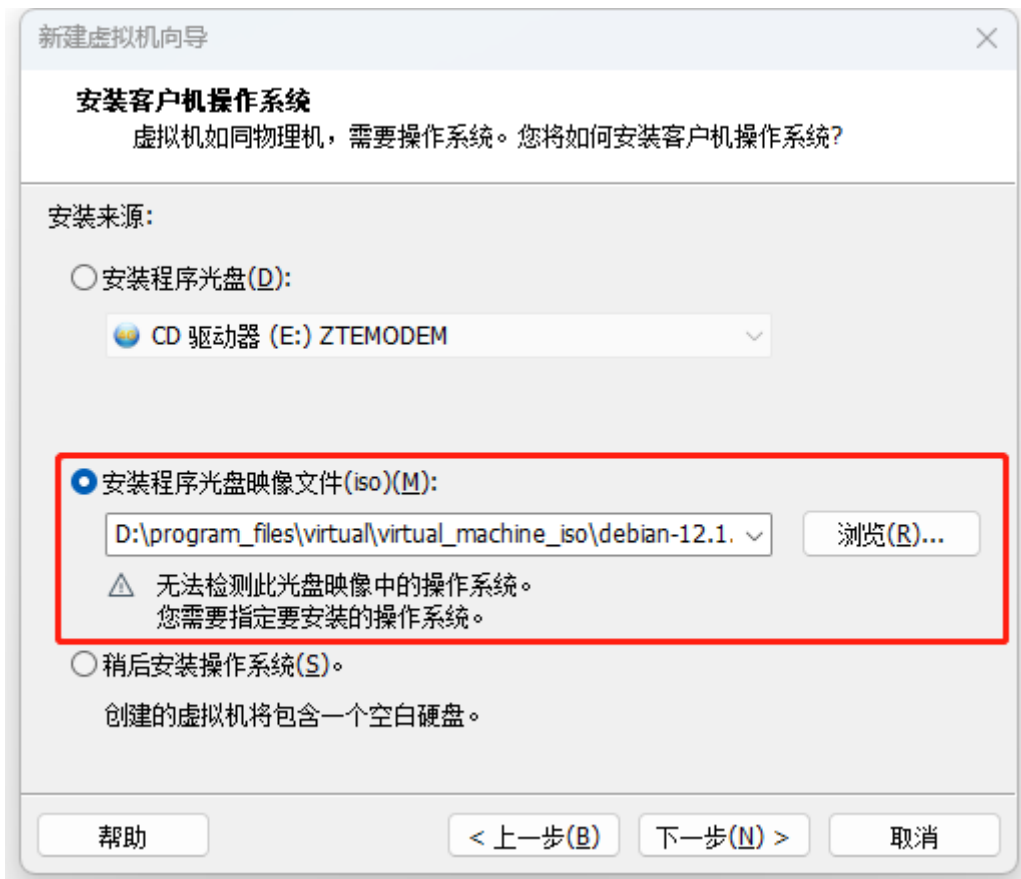 新建虚拟机向导
安装客户机操作系统
虚拟机如同物理机，需要操作系统。您将如何安装客户机操作系统?
安装来源:
安装程序光盘(D):
CD 驱动器 (E:) ZTEMODEM
安装程序光盘映像文件(iso)(M):
D:\program_files\virtual\virtual_machine_iso\debian-12.1.
浏览(R)...
无法检测此光盘映像中的操作系统。
您需要指定要安装的操作系统。
稍后安装操作系统(S)。
创建的虚拟机将包含一个空白硬盘。
帮助
< 上一步(B)
下一步(N) >
取消